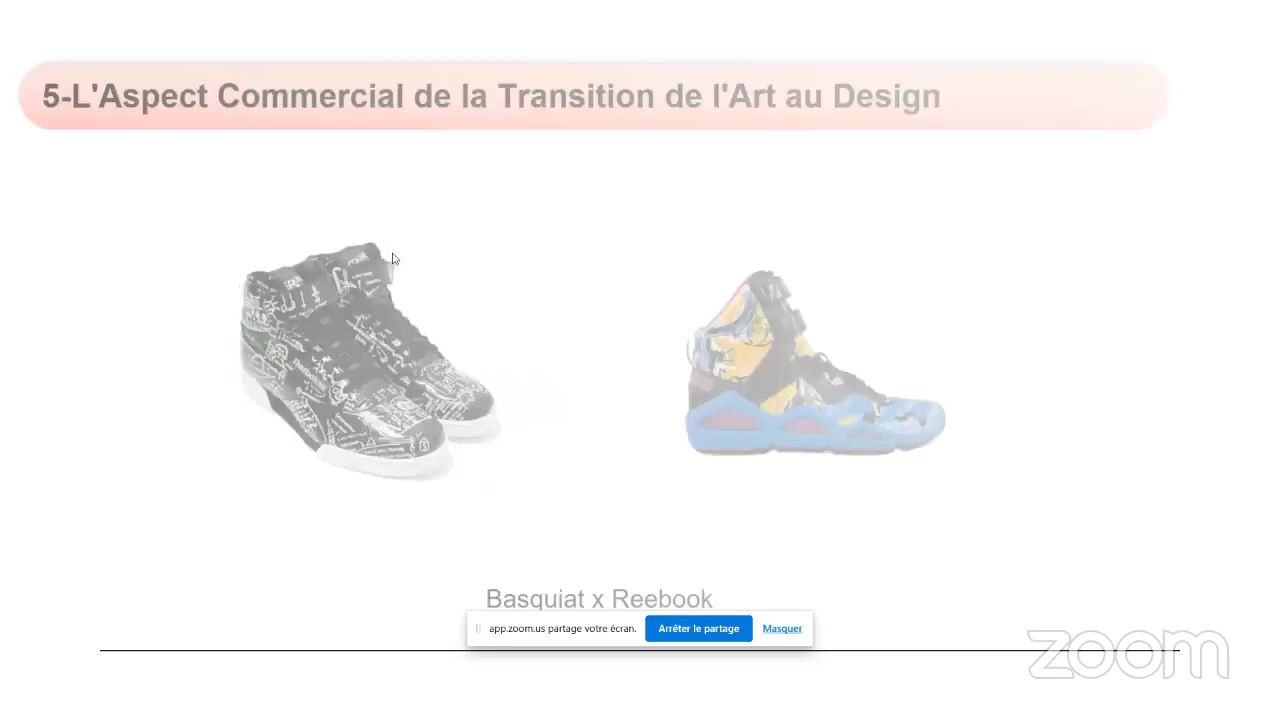 5-L'Aspect Commercial de la Transition de l'Art au Design
Basquiat x Reebook
app.zoom.us partage votre écran.
Arrêter le partage
Masquer
zoom